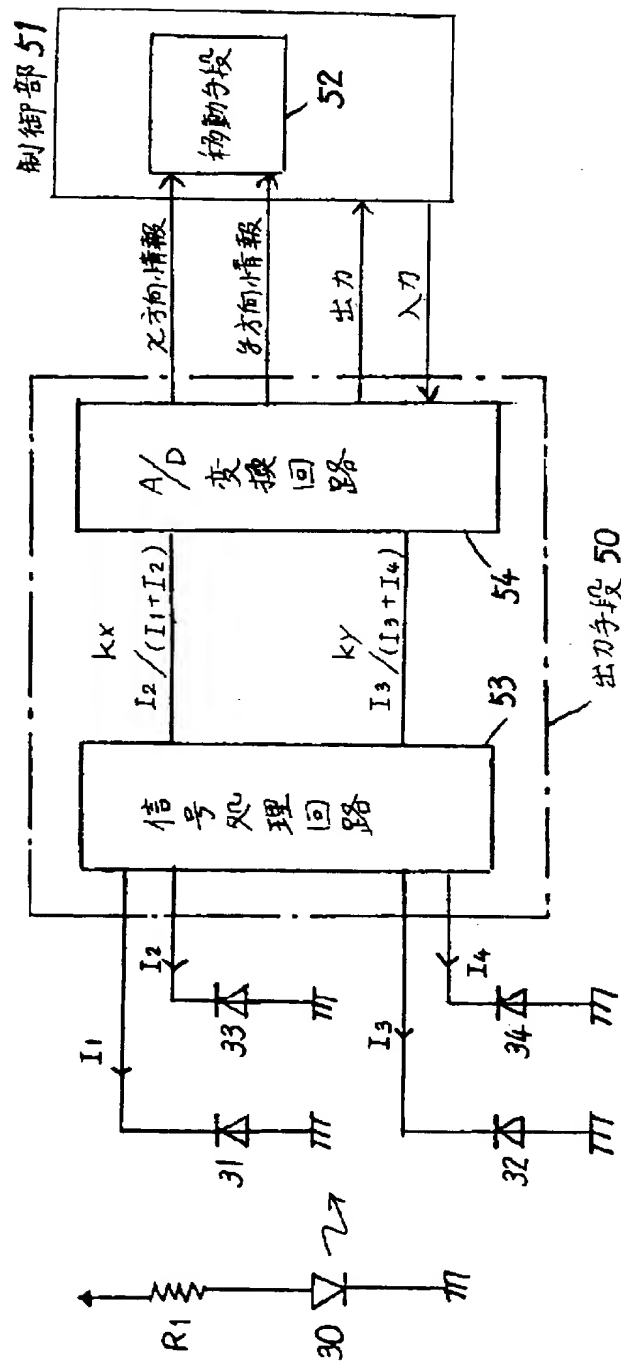 R1
30
31
33
32
34
I1
I2
I3
I4
信号処理回路
53
kx
I2/(I1+I2)
ky
I3/(I3+I4)
A/D変換回路
54
出力手段 50
x方向情報
y方向情報
出力
入力
制御部 51
移動手段
52